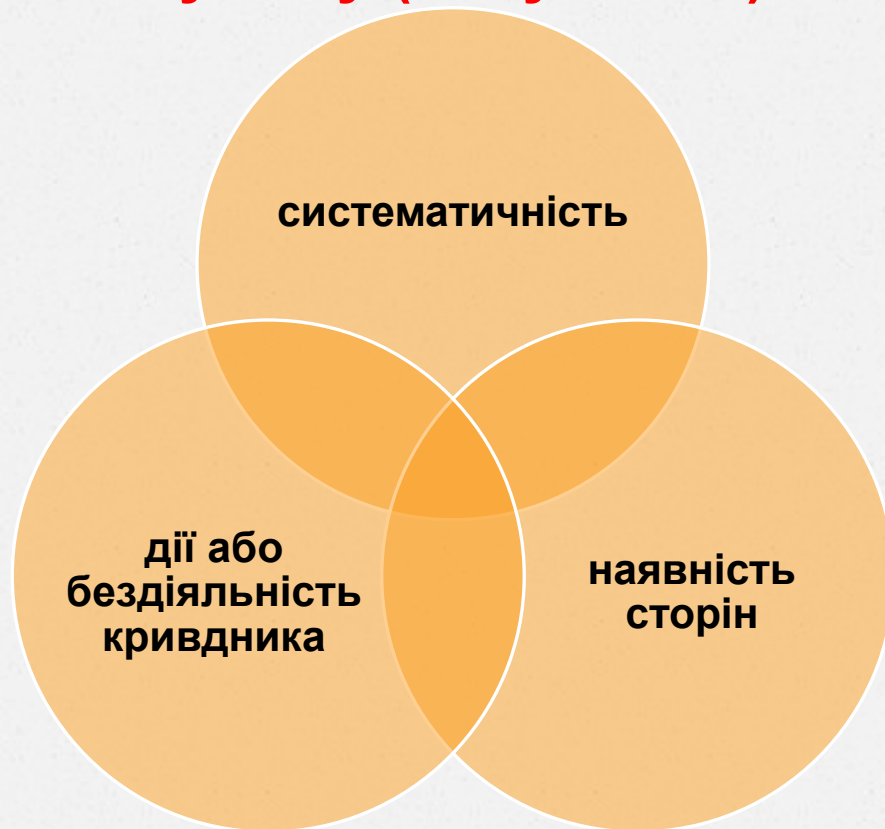 систематичність
дії або
бездіяльність
кривдника
наявність
сторін